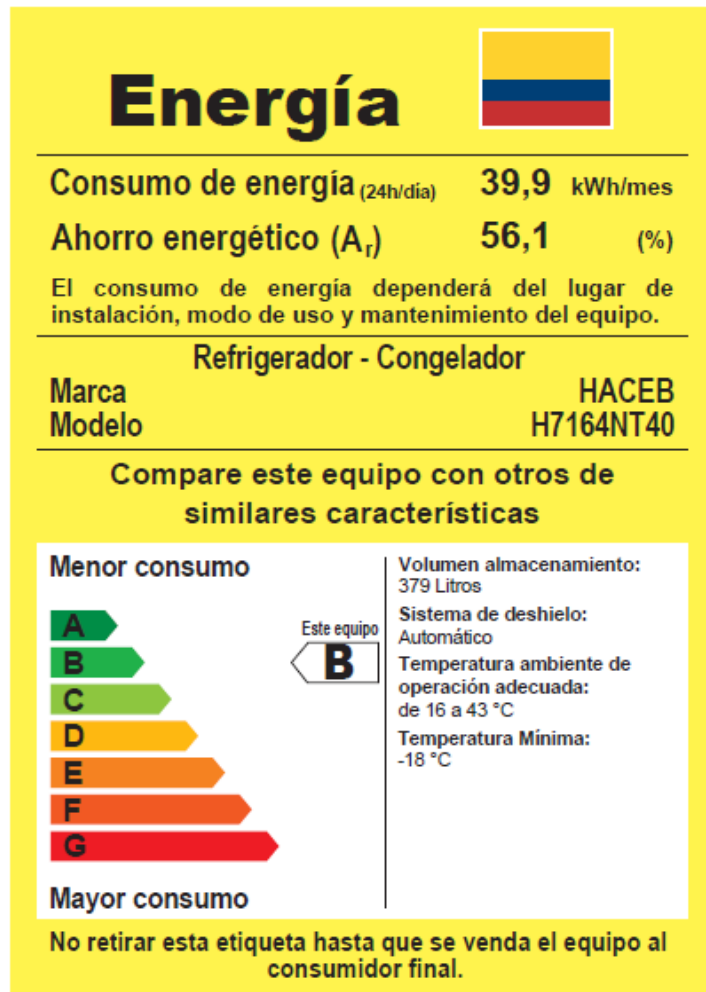 Energía
Consumo de energía (24h/día) 39,9 kWh/mes
Ahorro energético (Ar) 56,1 (%)
El consumo de energía dependerá del lugar de
instalación, modo de uso y mantenimiento del equipo.
Refrigerador - Congelador
Marca HACEB
Modelo H7164NT40
Compare este equipo con otros de
similares características
Menor consumo
A
B
C
D
E
F
G
Mayor consumo
Este equipo
B
Volumen almacenamiento:
379 Litros
Sistema de deshielo:
Automático
Temperatura ambiente de
operación adecuada:
de 16 a 43 °C
Temperatura Mínima:
-18 °C
No retirar esta etiqueta hasta que se venda el equipo al
consumidor final.